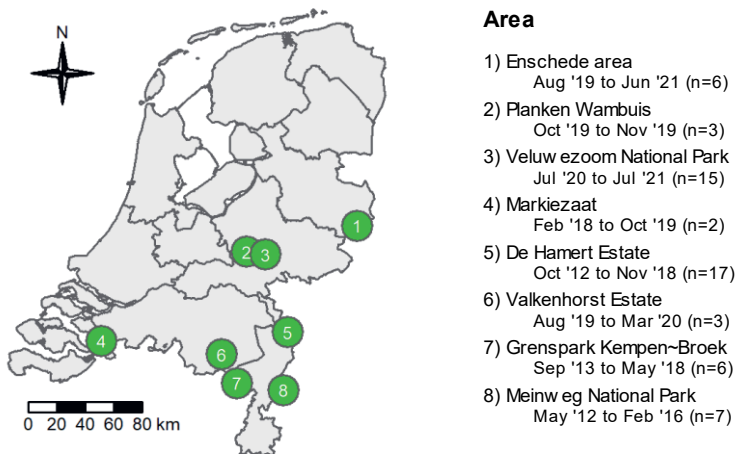 N
1
2
3
4
5
6
7
8
0 20 40 60 80 km
Area
1) Enschede area
Aug '19 to Jun '21 (n=6)
2) Planken Wambuis
Oct '19 to Nov '19 (n=3)
3) Veluw ezoom National Park
Jul '20 to Jul '21 (n=15)
4) Markiezaat
Feb '18 to Oct '19 (n=2)
5) De Hamert Estate
Oct '12 to Nov '18 (n=17)
6) Valkenhorst Estate
Aug '19 to Mar '20 (n=3)
7) Grenspark Kempen~Broek
Sep '13 to May '18 (n=6)
8) Meinw eg National Park
May '12 to Feb '16 (n=7)